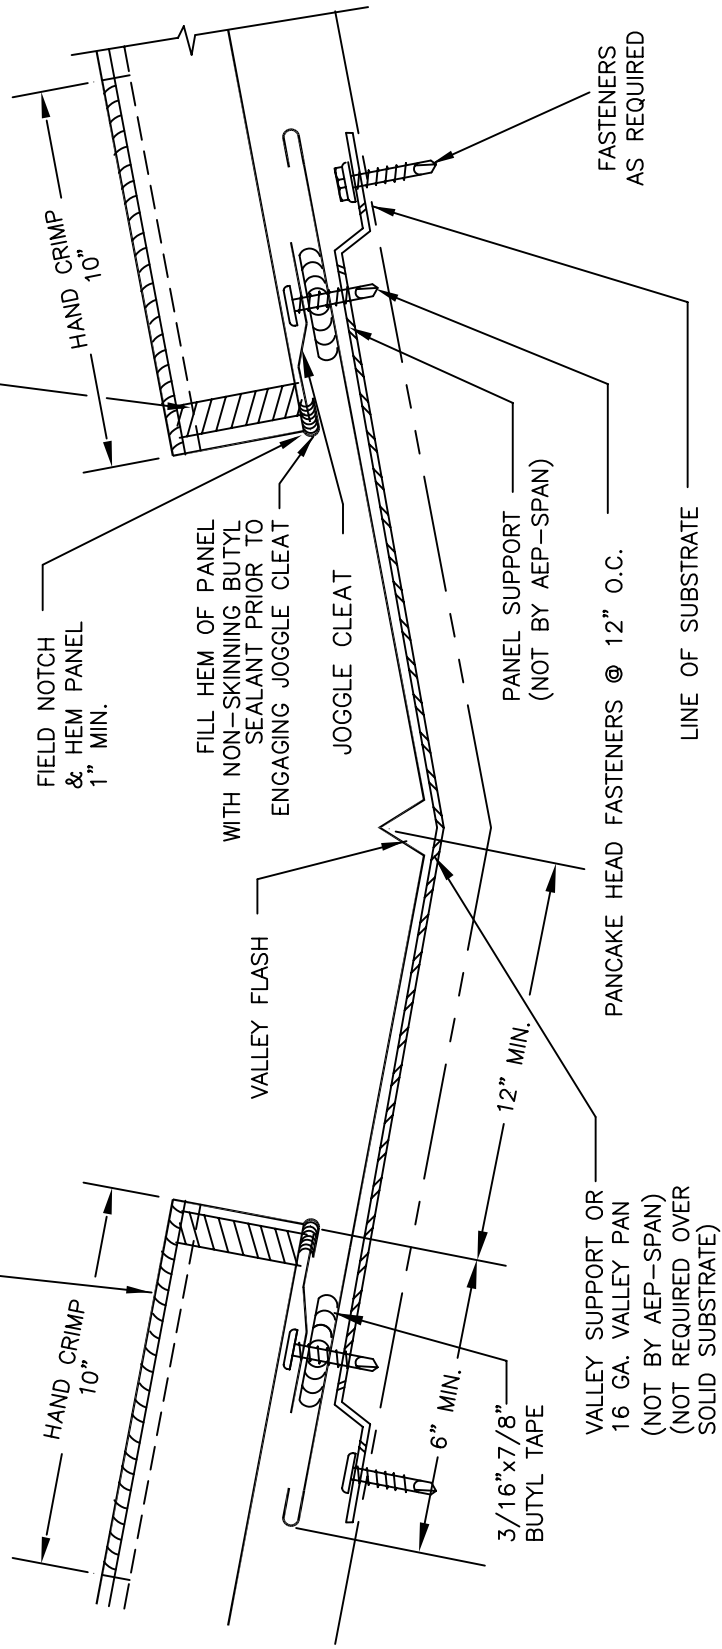 HAND CRIMP
10"
FIELD NOTCH
& HEM PANEL
1" MIN.
FILL HEM OF PANEL
WITH NON-SKINNING BUTYL
SEALANT PRIOR TO
ENGAGING JOGGLE CLEAT
JOGGLE CLEAT
FASTENERS
AS REQUIRED
PANEL SUPPORT
(NOT BY AEP-SPAN)
PANCAKE HEAD FASTENERS @ 12" O.C.
LINE OF SUBSTRATE
VALLEY FLASH
12" MIN.
HAND CRIMP
10"
6" MIN.
3/16"x7/8"
BUTYL TAPE
VALLEY SUPPORT OR
16 GA. VALLEY PAN
(NOT BY AEP-SPAN)
(NOT REQUIRED OVER
SOLID SUBSTRATE)